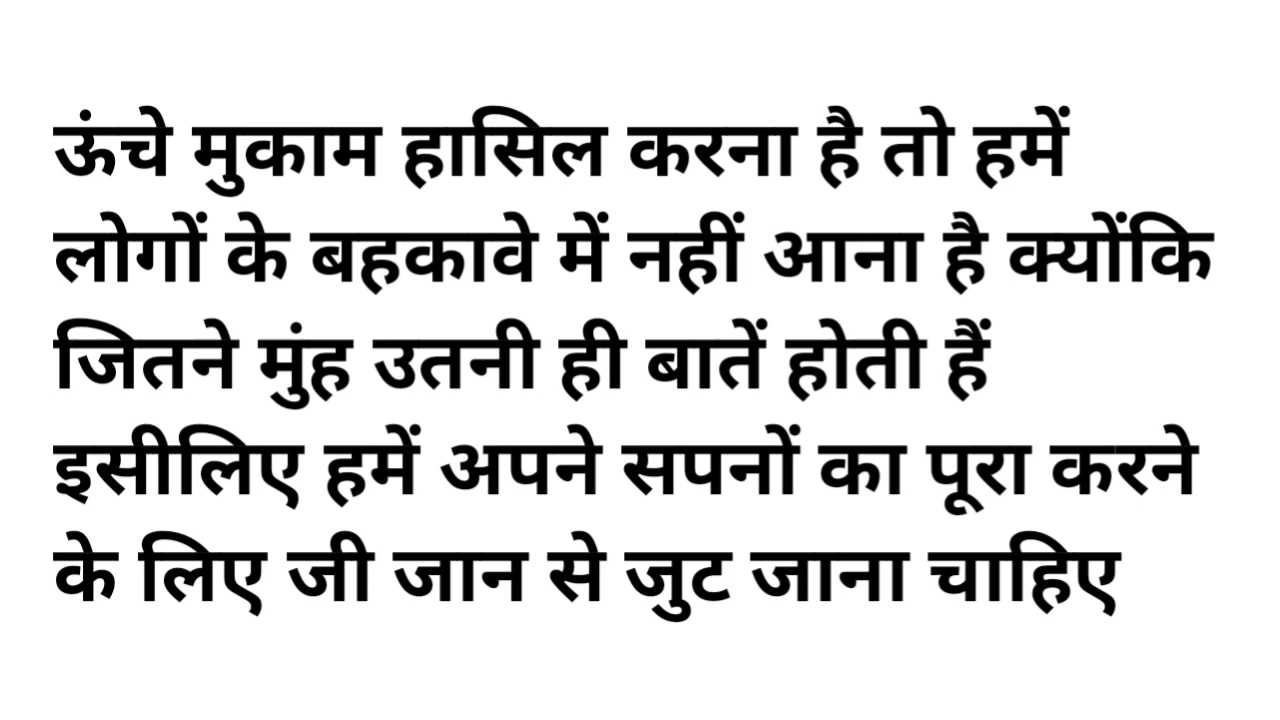 ऊंचे मुकाम हासिल करना है तो हमें
लोगों के बहकावे में नहीं आना है क्योंकि
जितने मुंह उतनी ही बातें होती हैं
इसीलिए हमें अपने सपनों का पूरा करने
के लिए जी जान से जुट जाना चाहिए